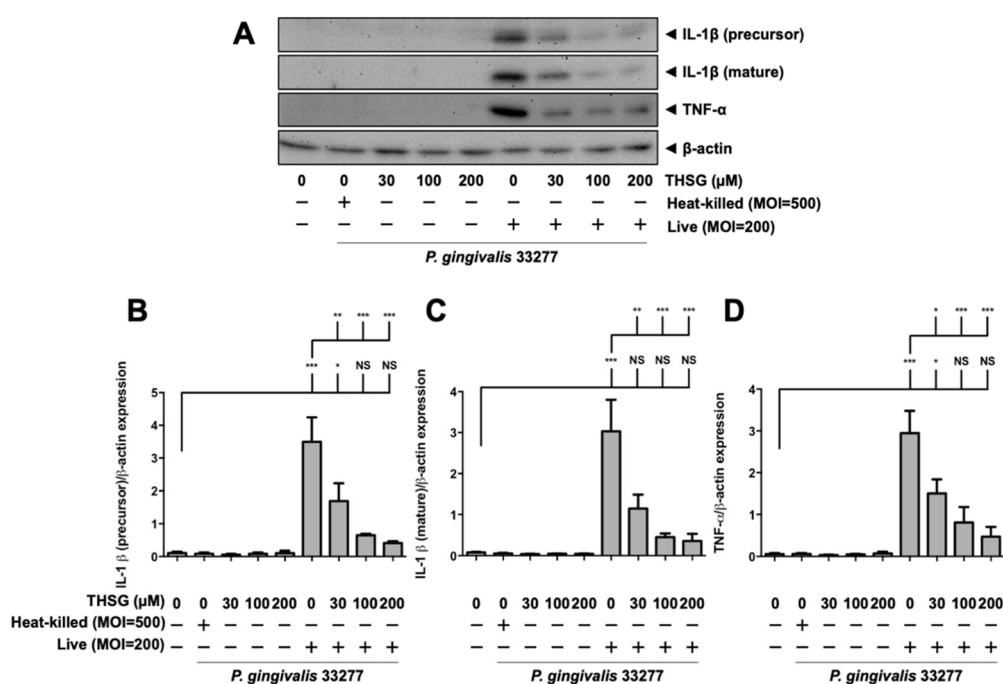 A
◄ IL-1β (precursor)
◄ IL-1β (mature)
◄ TNF-α
◄ β-actin
0 0 30 100 200 0 30 100 200 THSG (μM)
– + – – – – – – – Heat-killed (MOI=500)
– – – – – + + + + Live (MOI=200)
P. gingivalis 33277
B
** *** ***
*** * NS NS
IL-1 β (precursor)/β-actin expression
5
4
3
2
1
0
THSG (μM) 0 0 30 100 200 0 30 100 200
Heat-killed (MOI=500) – + – – – – – – –
Live (MOI=200) – – – – – + + + +
P. gingivalis 33277
C
** *** ***
*** NS NS NS
IL-1 β (mature)/β-actin expression
4
3
2
1
0
0 0 30 100 200 0 30 100 200
– + – – – – – – –
– – – – – + + + +
P. gingivalis 33277
D
* *** ***
*** * NS NS
TNF-α/β-actin expression
4
3
2
1
0
0 0 30 100 200 0 30 100 200
– + – – – – – – –
– – – – – + + + +
P. gingivalis 33277